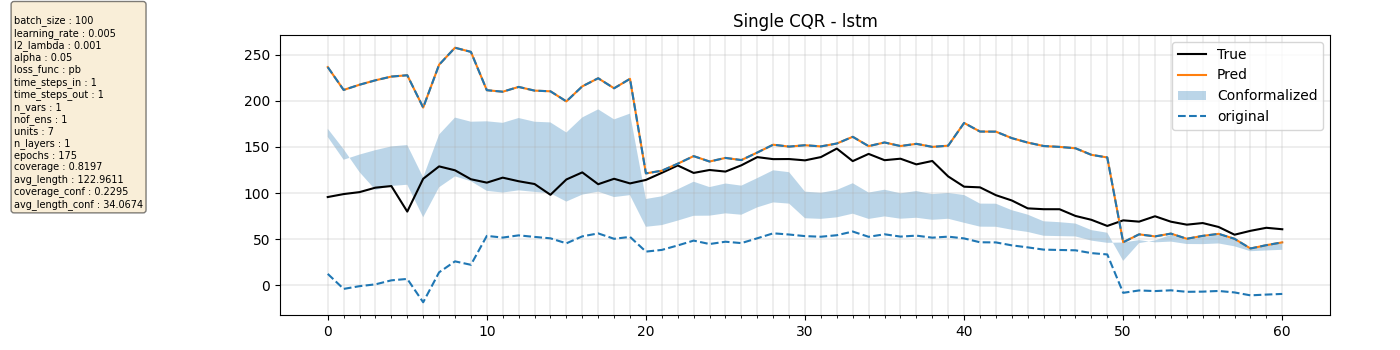 batch_size : 100
learning_rate : 0.005
l2_lambda : 0.001
alpha : 0.05
loss_func : pb
time_steps_in : 1
time_steps_out : 1
n_vars : 1
nof_ens : 1
units : 7
n_layers : 1
epochs : 175
coverage : 0.8197
avg_length : 122.9611
coverage_conf : 0.2295
avg_length_conf : 34.0674
Single CQR - lstm
250
200
150
100
50
0
0 10 20 30 40 50 60
True
Pred
Conformalized
original